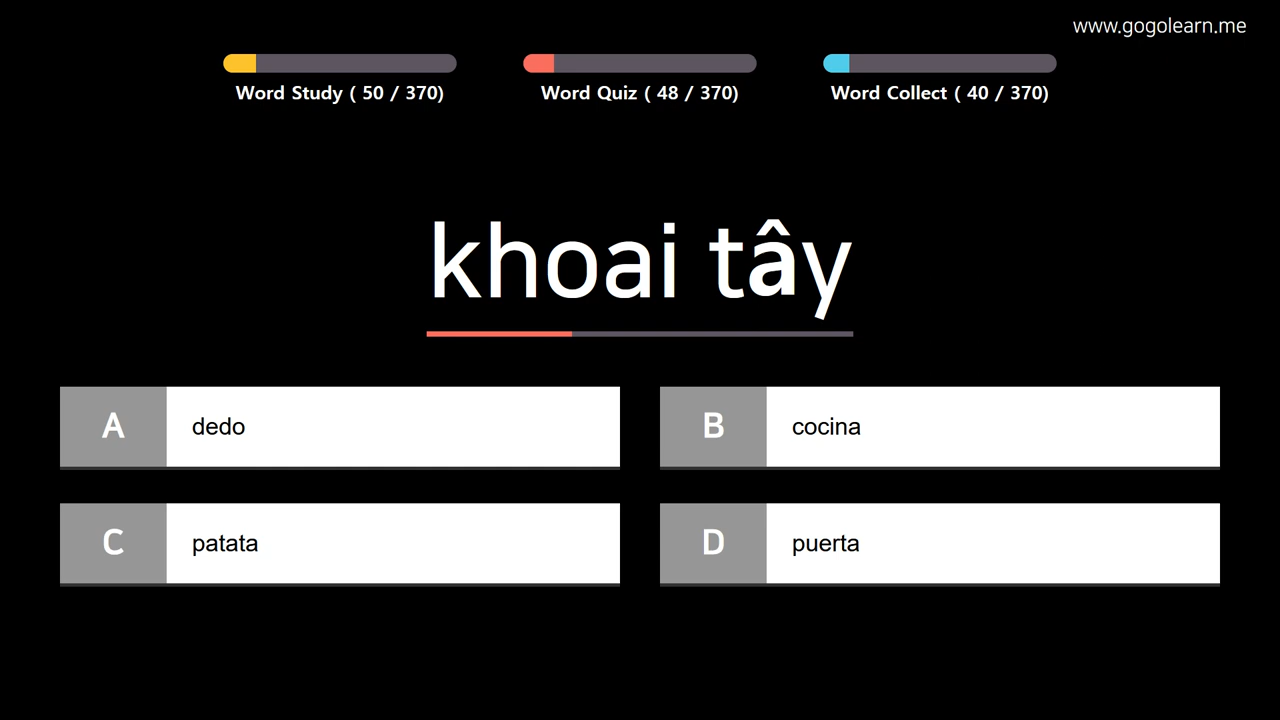 www.gogolearn.me
Word Study ( 50 / 370)
Word Quiz ( 48 / 370)
Word Collect ( 40 / 370)
khoai tây
A dedo
B cocina
C patata
D puerta